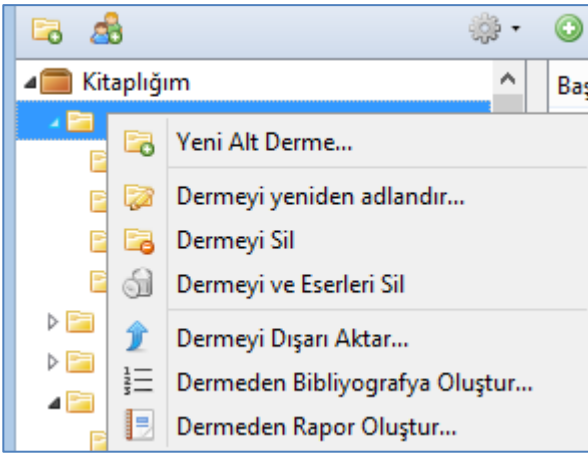 Kitaplığım
Baş
Yeni Alt Derme...
Dermeyi yeniden adlandır...
Dermeyi Sil
Dermeyi ve Eserleri Sil
Dermeyi Dışarı Aktar...
Dermeden Bibliyografya Oluştur...
Dermeden Rapor Oluştur...